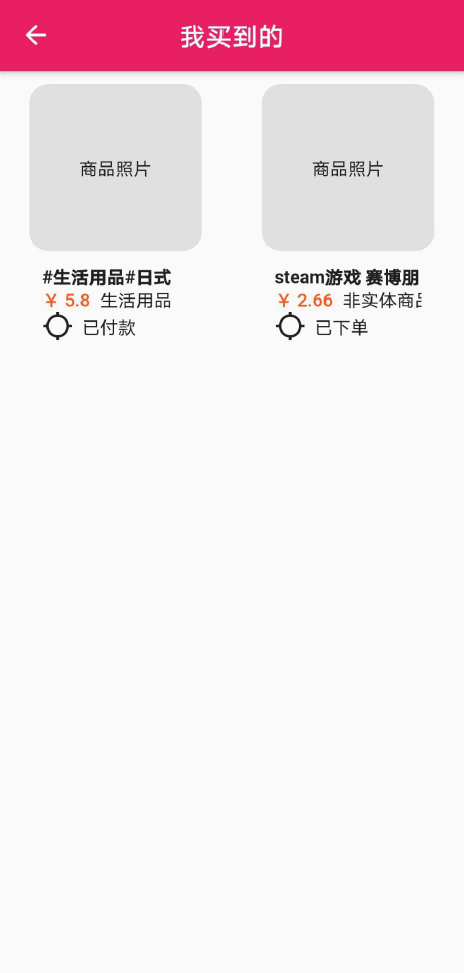 我买到的
商品照片
商品照片
#生活用品#日式
¥ 5.8 生活用品
已付款
steam游戏 赛博朋
¥ 2.66 非实体商品
已下单